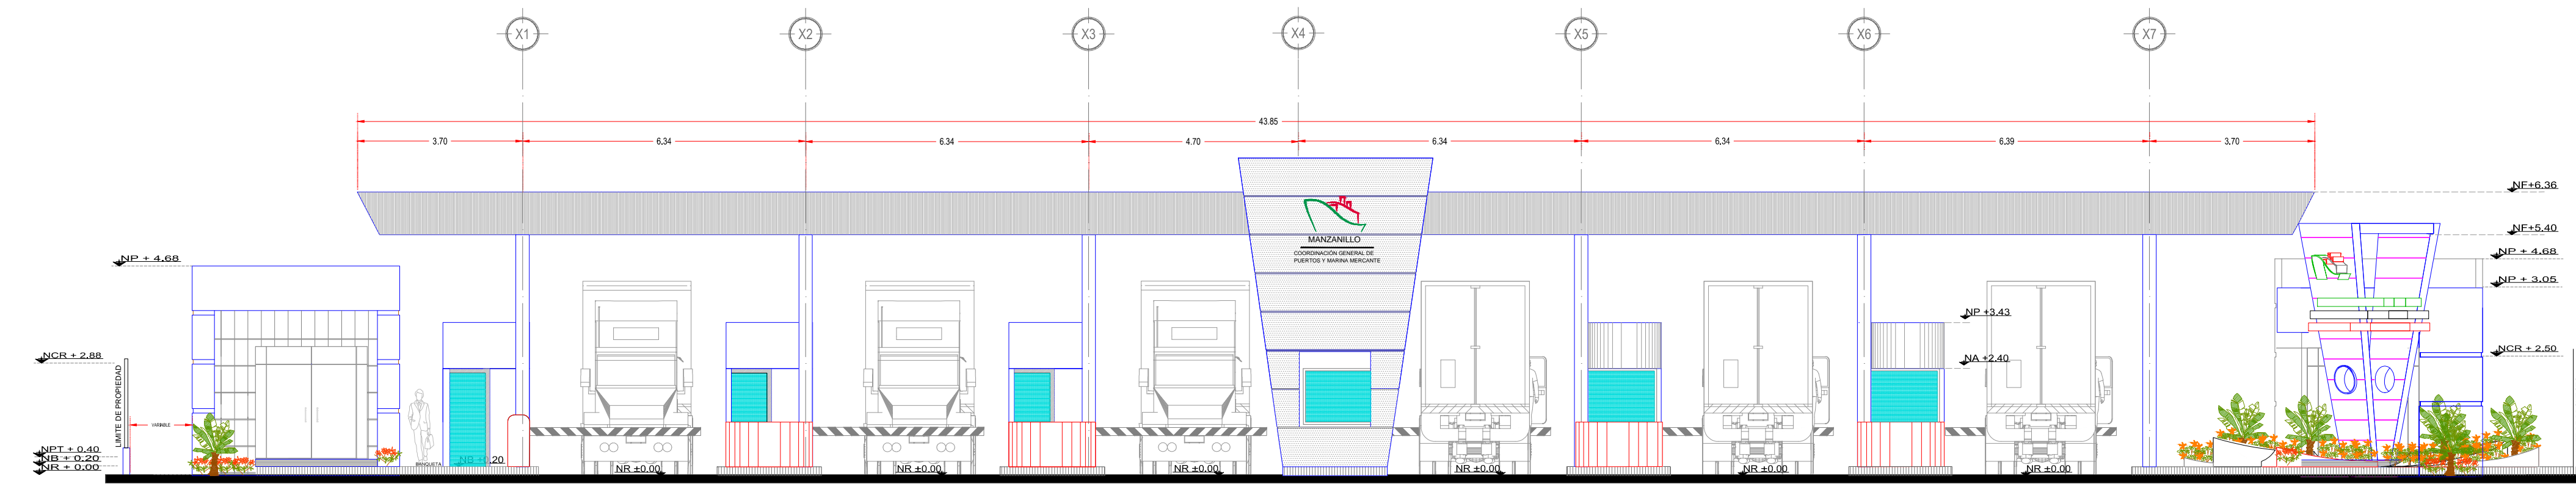 X1 X2 X3 X4 X5 X6 X7
43.85
3.70 6.34 6.34 4.70 6.34 6.34 6.39 3.70
NF+6.36
NF+5.40
MANZANILLO
COORDINACIÓN GENERAL DE
PUERTOS Y MARINA MERCANTE
NP + 4.68
NP + 4.68
NP + 3.05
NP +3.43
NCR + 2.88
NA +2.40
NCR + 2.50
LIMITE DE PROPIEDAD
VARIABLE
NPT + 0.40
NB + 0.20
NR + 0.00
BANQUETA
NB +0.20
NR ±0.00 NR ±0.00 NR ±0.00 NR ±0.00 NR ±0.00 NR ±0.00